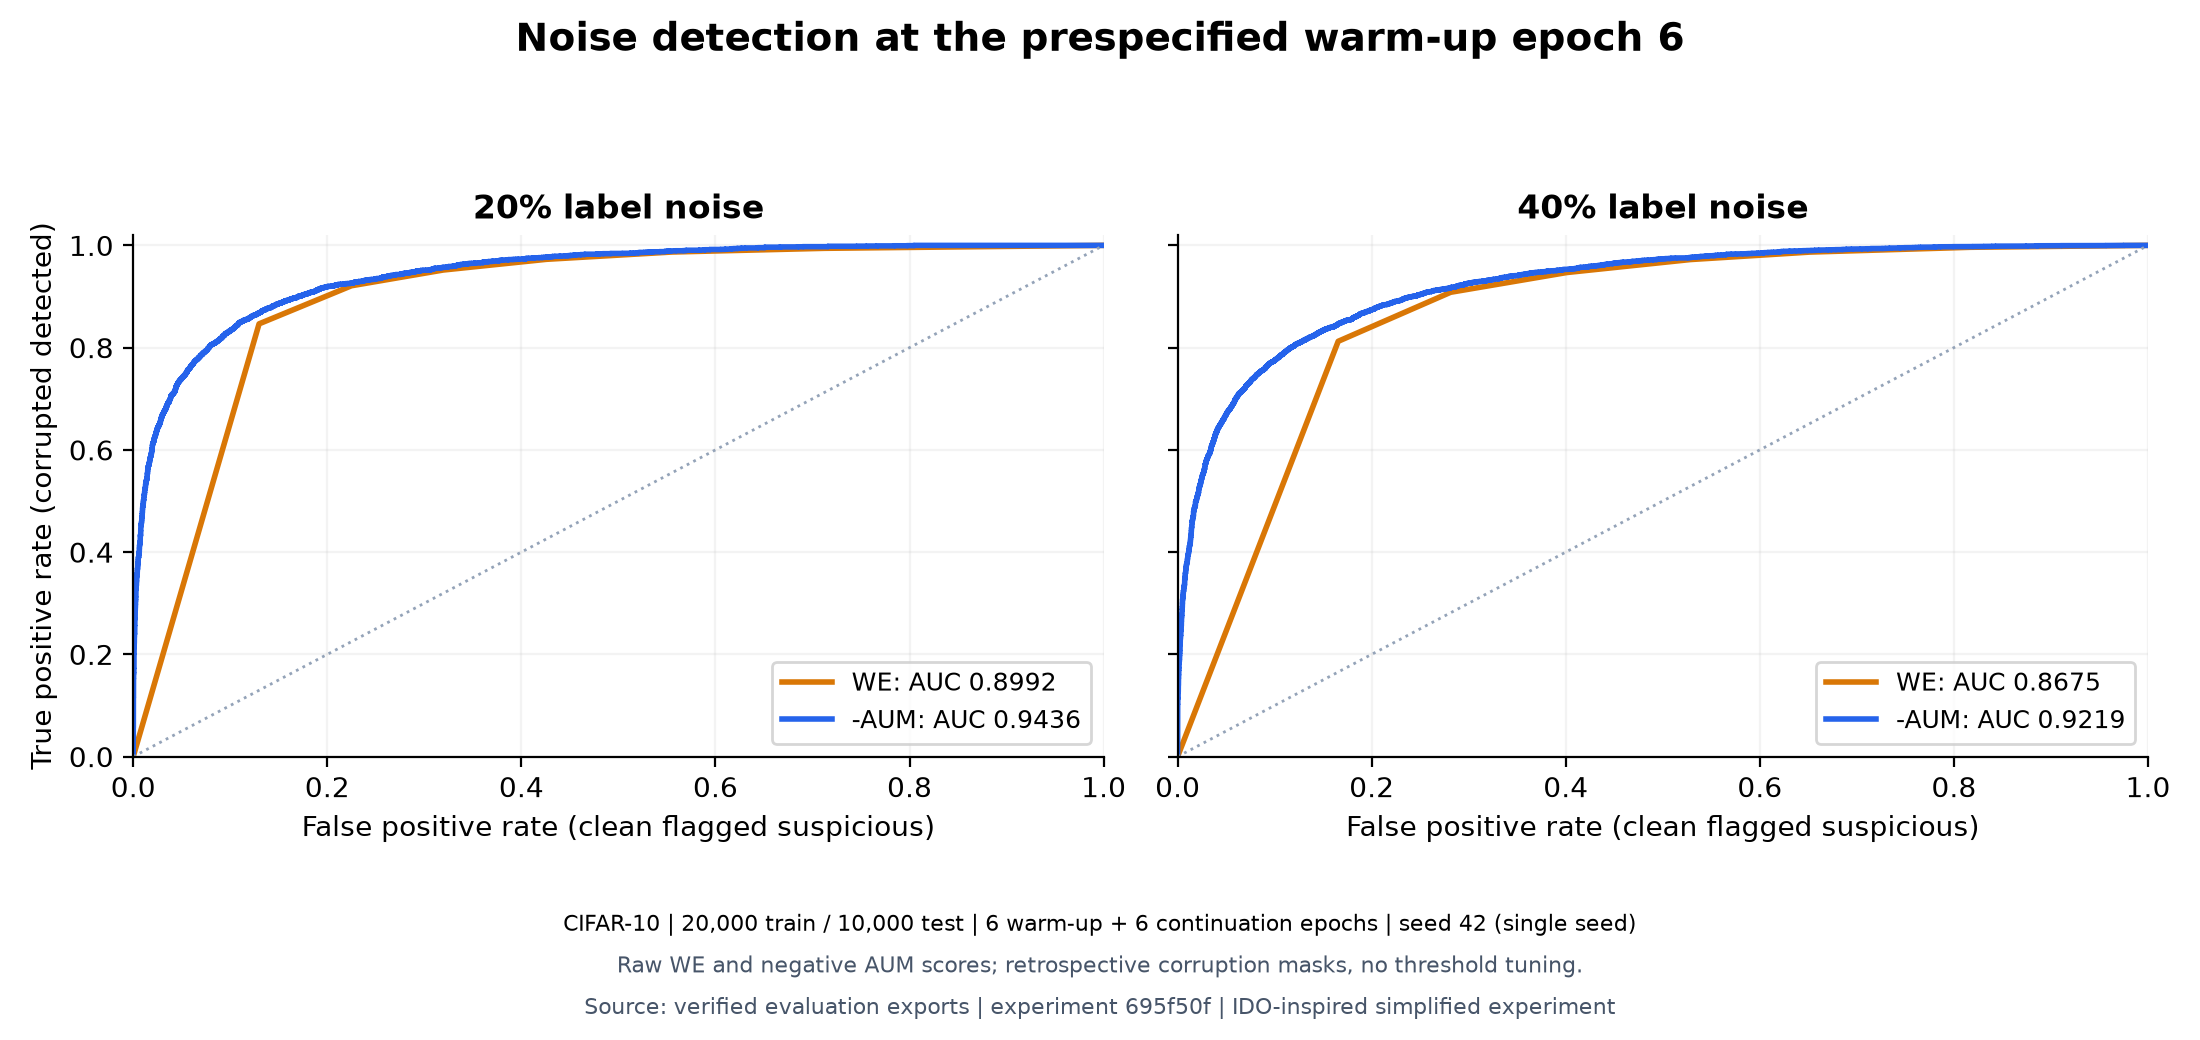 Noise detection at the prespecified warm-up epoch 6
20% label noise
True positive rate (corrupted detected)
1.0
0.8
0.6
0.4
0.2
0.0
0.0 0.2 0.4 0.6 0.8 1.0
False positive rate (clean flagged suspicious)
WE: AUC 0.8992
-AUM: AUC 0.9436
40% label noise
0.0 0.2 0.4 0.6 0.8 1.0
False positive rate (clean flagged suspicious)
WE: AUC 0.8675
-AUM: AUC 0.9219
CIFAR-10 | 20,000 train / 10,000 test | 6 warm-up + 6 continuation epochs | seed 42 (single seed)
Raw WE and negative AUM scores; retrospective corruption masks, no threshold tuning.
Source: verified evaluation exports | experiment 695f50f | IDO-inspired simplified experiment